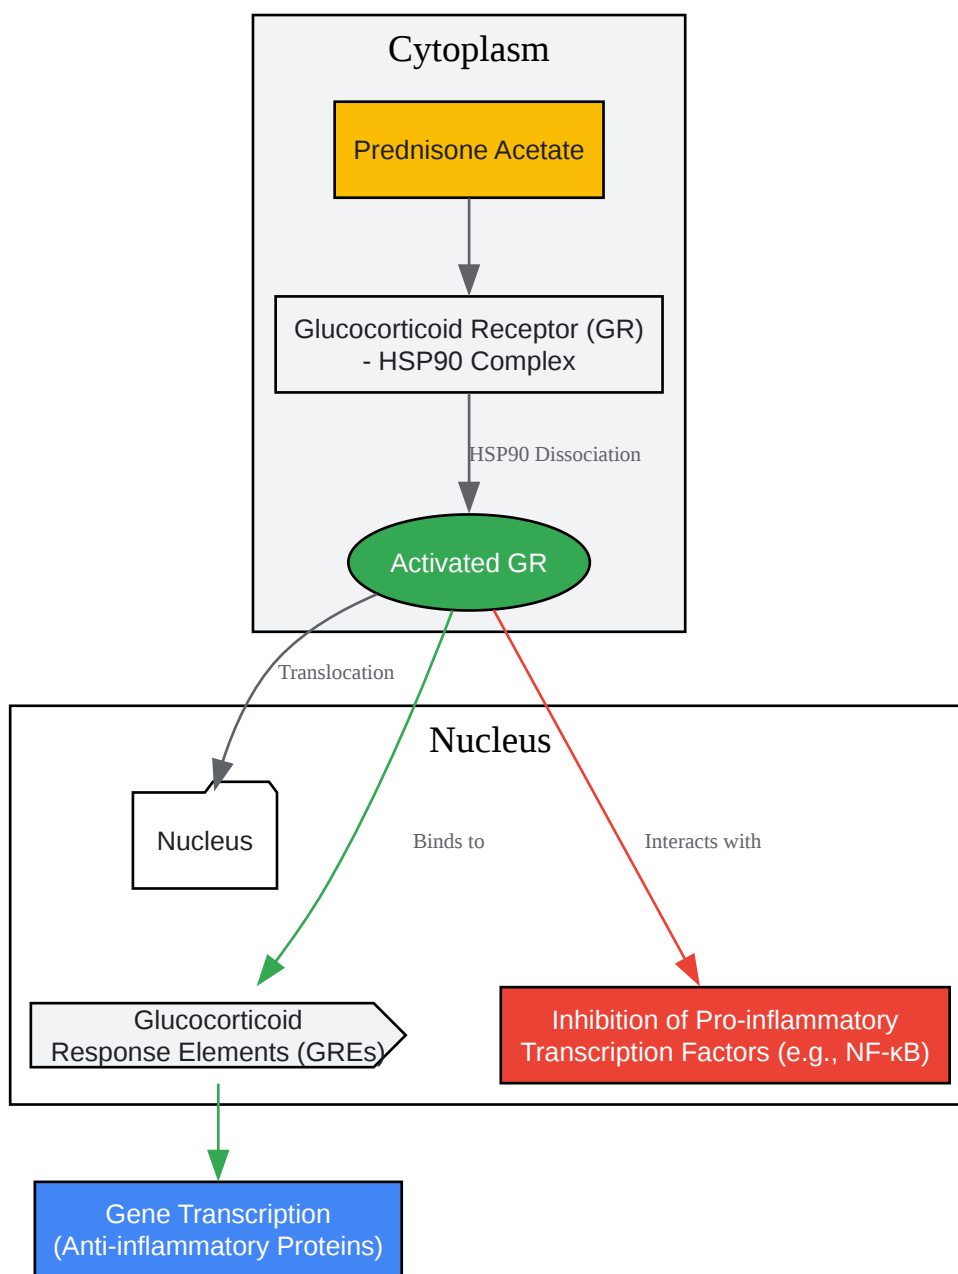 Cytoplasm
Prednisone Acetate
Glucocorticoid Receptor (GR)
- HSP90 Complex
HSP90 Dissociation
Activated GR
Translocation
Nucleus
Nucleus
Binds to
Interacts with
Glucocorticoid
Response Elements (GREs)
Inhibition of Pro-inflammatory
Transcription Factors (e.g., NF-κB)
Gene Transcription
(Anti-inflammatory Proteins)